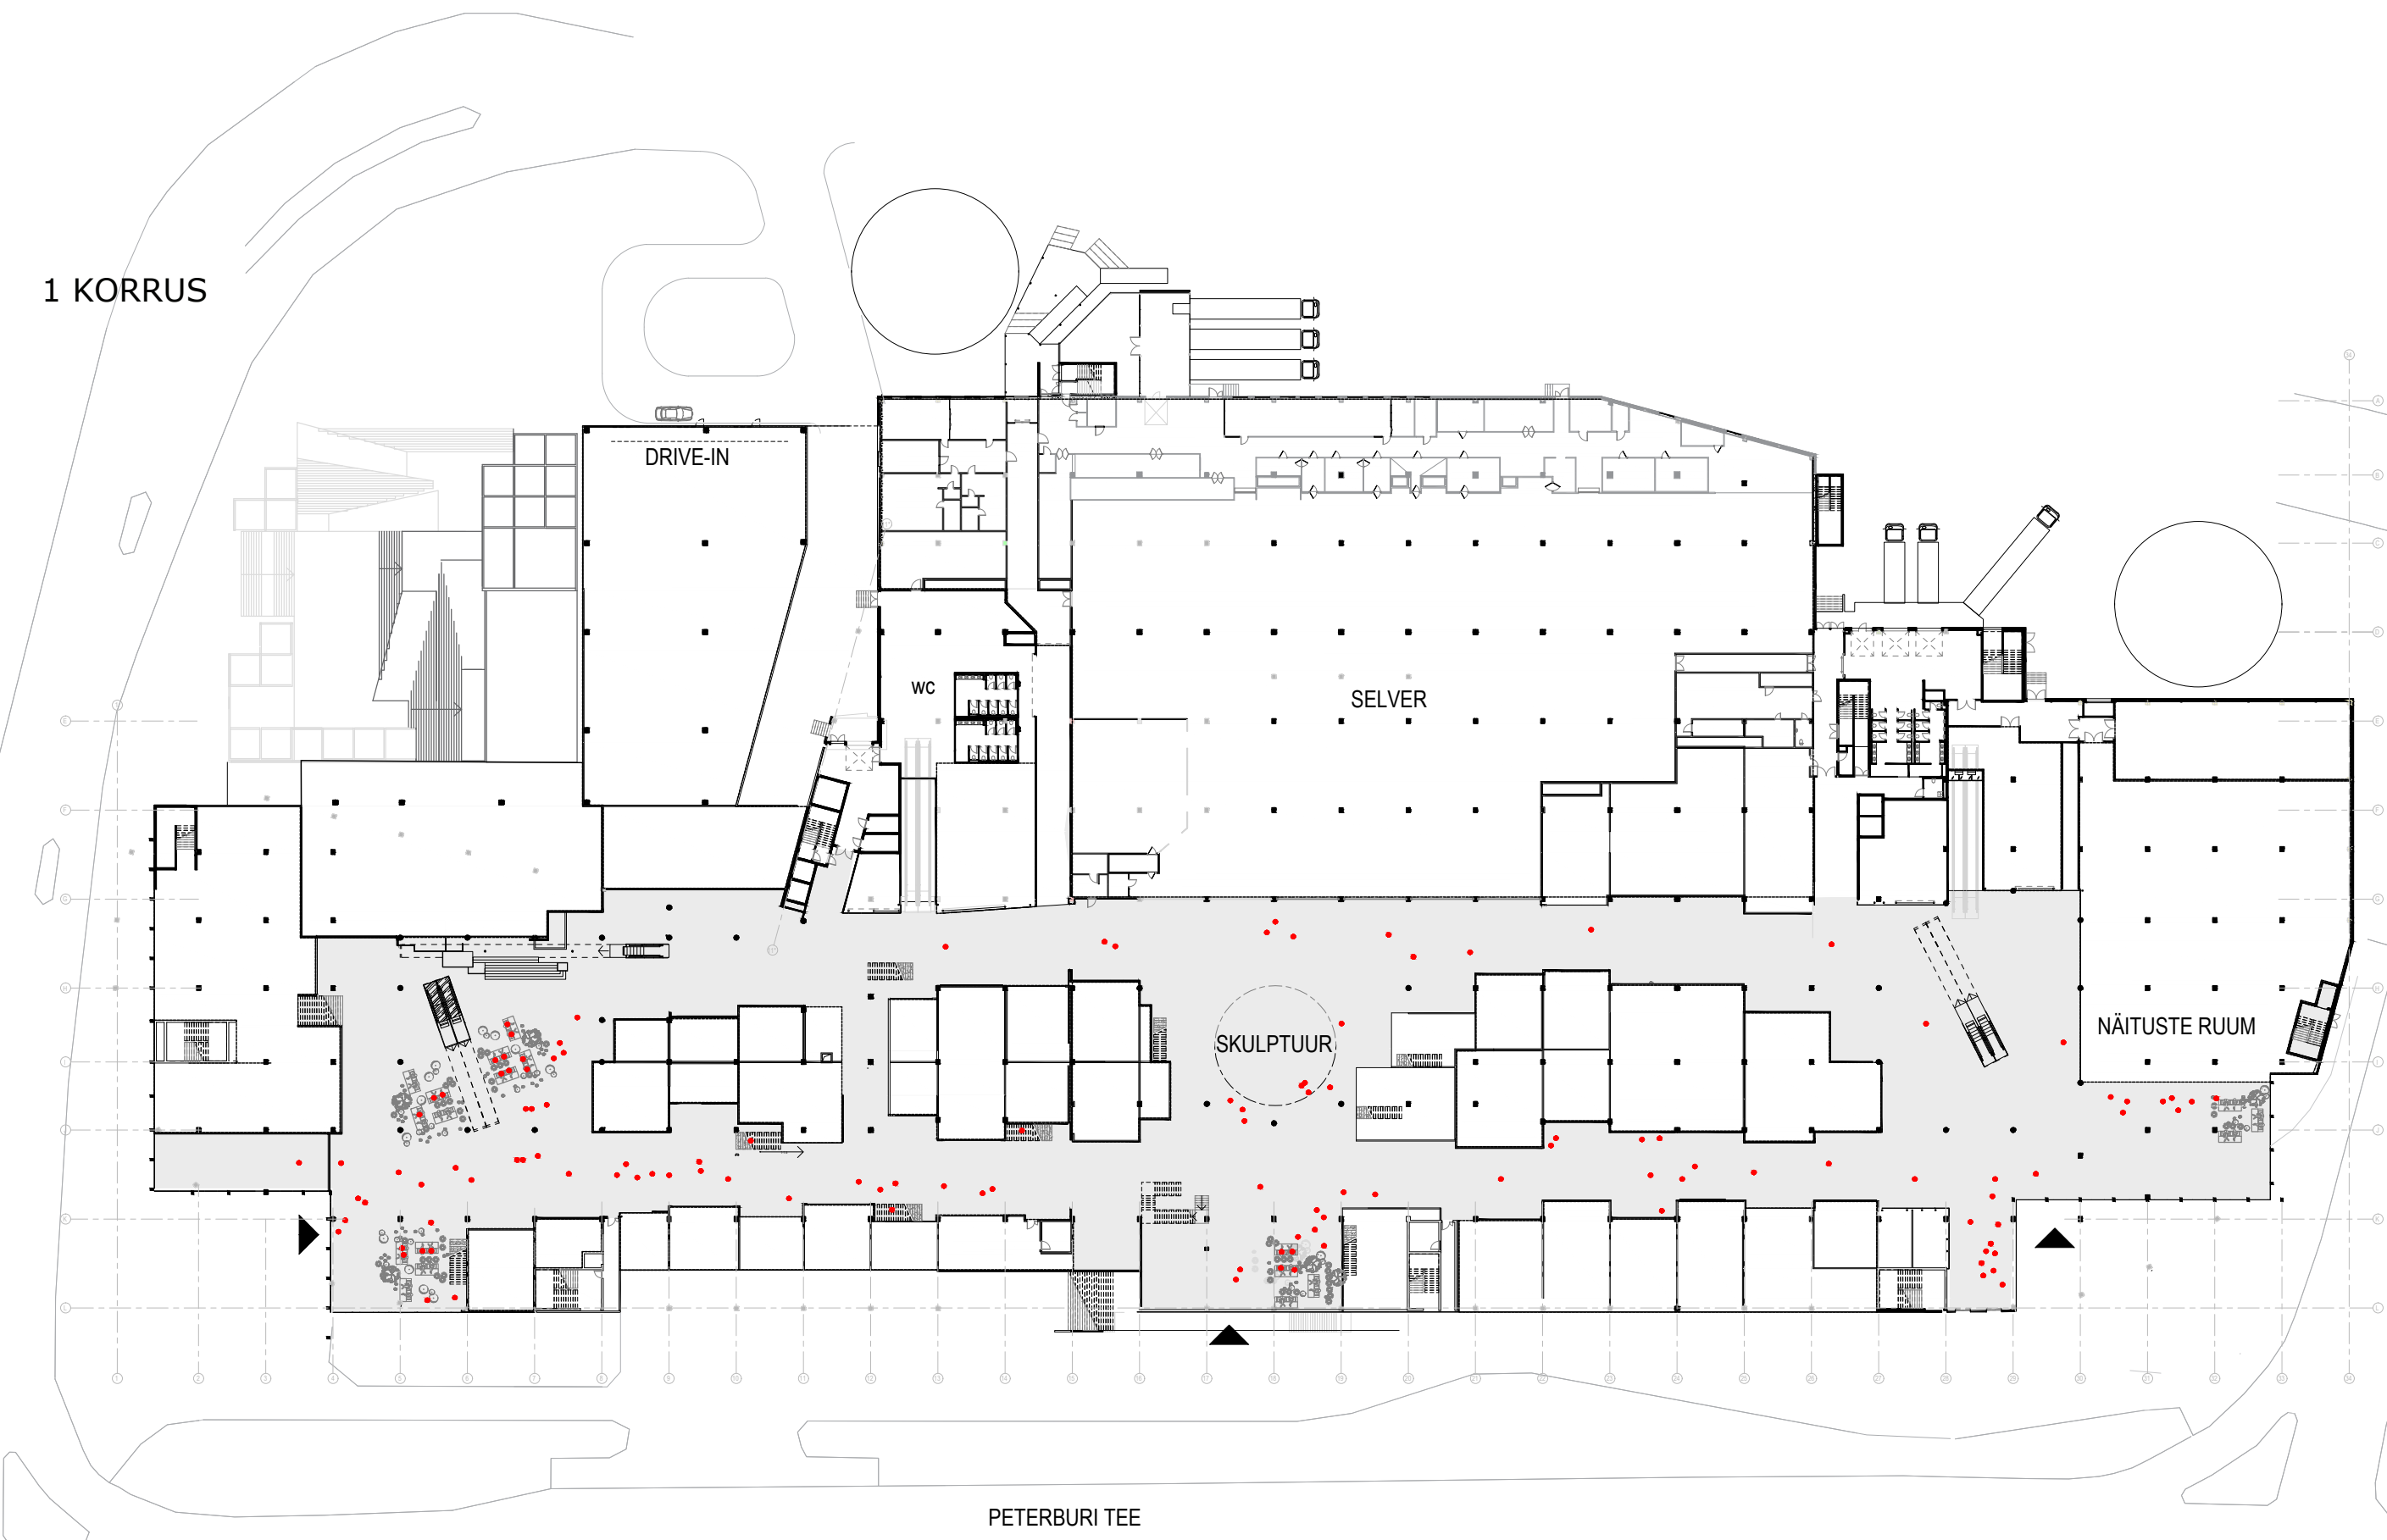 1 KORRUS
DRIVE-IN
WC
SELVER
SKULPTUUR
NÄITUSTE RUUM
PETERBURI TEE